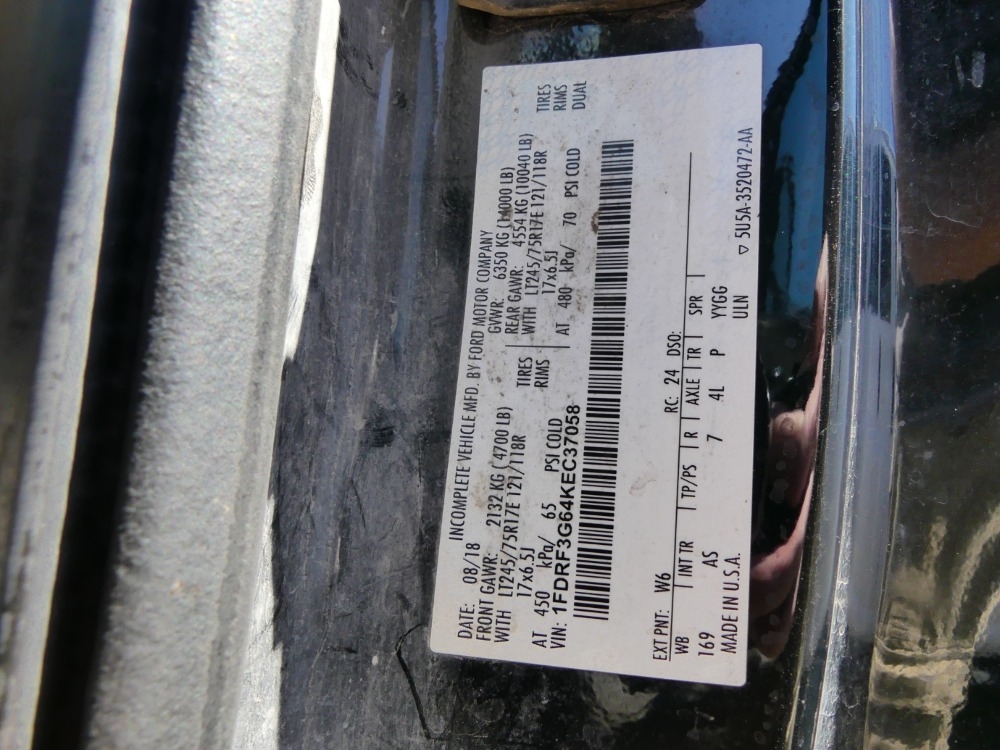 INCOMPLETE VEHICLE MFD. BY FORD MOTOR COMPANY
DATE: 08/18 GVWR: 6350 KG (14000 LB)
FRONT GAWR: 2132 KG ( 4700 LB) REAR GAWR: 4554 KG (10040 LB)
WITH LT245/75R17E 121/118R TIRES WITH LT245/75R17E 121/118R TIRES
17x6.5J RIMS 17x6.5J RIMS
AT 450 kPa/ 65 PSI COLD AT 480 kPa/ 70 PSI COLD DUAL
VIN: 1FDRF3G64KEC37058
EXT PNT: W6 RC: 24 DSO:
WB INT TR TP/PS R AXLE TR SPR
169 AS 7 4L P YYGG
MADE IN U.S.A. ULN
▽ 5U5A-3520472-AA